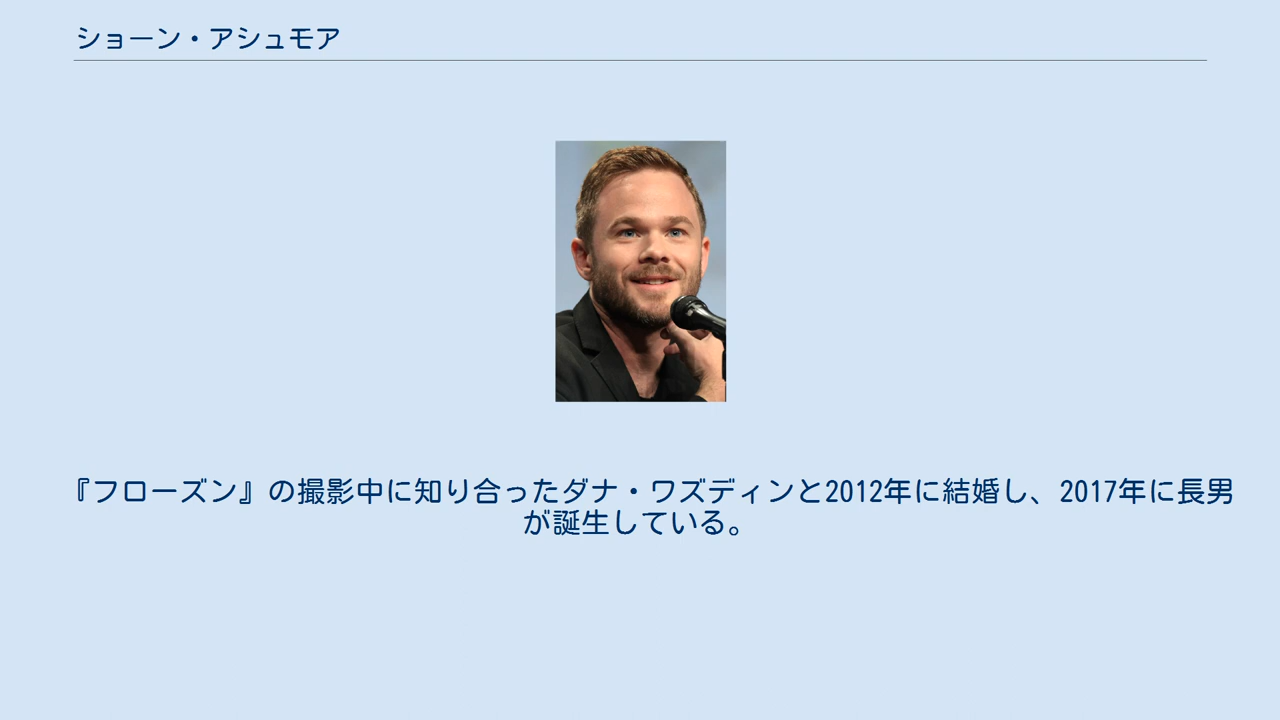 ショーン・アシュモア
『フローズン』の撮影中に知り合ったダナ・ワズディンと2012年に結婚し、2017年に長男
が誕生している。